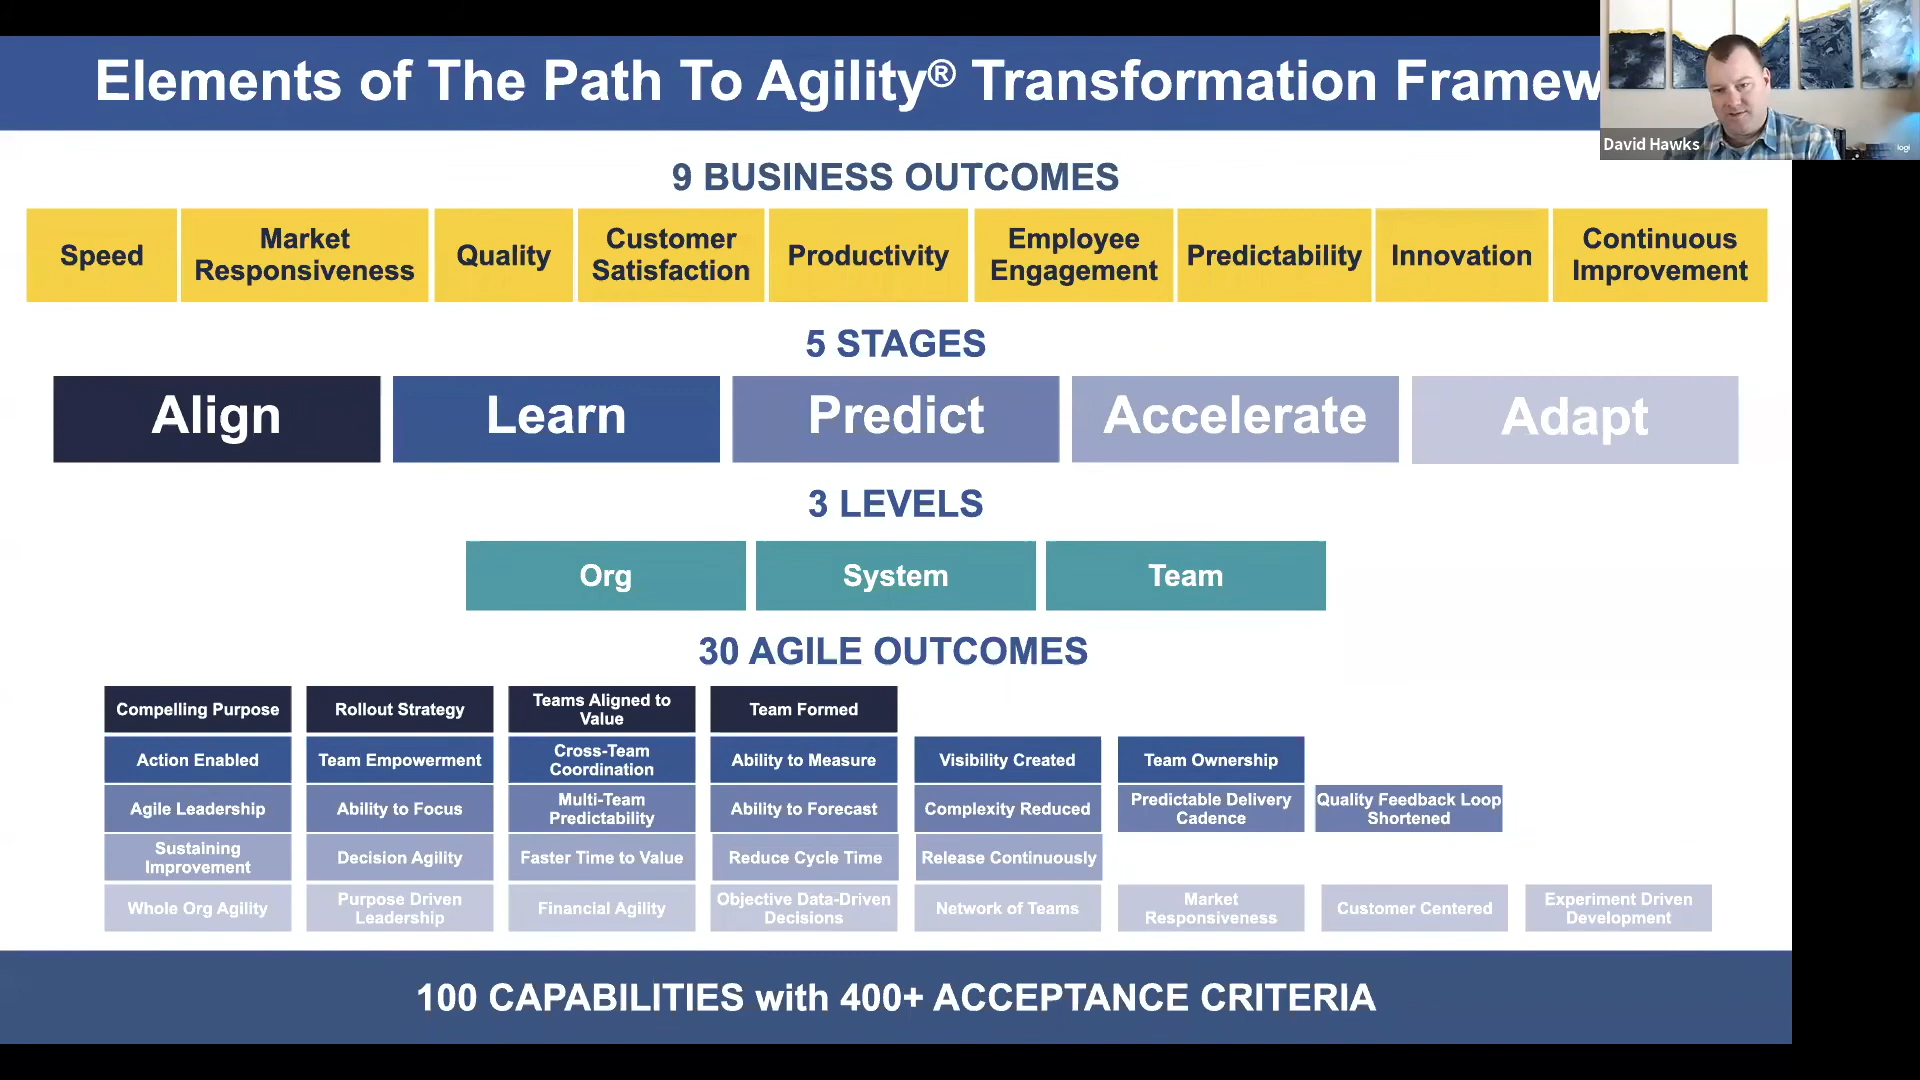 Elements of The Path To Agility® Transformation Framew
David Hawks
logi
9 BUSINESS OUTCOMES
Speed
Market
Responsiveness
Quality
Customer
Satisfaction
Productivity
Employee
Engagement
Predictability
Innovation
Continuous
Improvement
5 STAGES
Align
Learn
Predict
Accelerate
Adapt
3 LEVELS
Org
System
Team
30 AGILE OUTCOMES
Compelling Purpose
Rollout Strategy
Teams Aligned to
Value
Team Formed
Action Enabled
Team Empowerment
Cross-Team
Coordination
Ability to Measure
Visibility Created
Team Ownership
Agile Leadership
Ability to Focus
Multi-Team
Predictability
Ability to Forecast
Complexity Reduced
Predictable Delivery
Cadence
Quality Feedback Loop
Shortened
Sustaining
Improvement
Decision Agility
Faster Time to Value
Reduce Cycle Time
Release Continuously
Whole Org Agility
Purpose Driven
Leadership
Financial Agility
Objective Data-Driven
Decisions
Network of Teams
Market
Responsiveness
Customer Centered
Experiment Driven
Development
100 CAPABILITIES with 400+ ACCEPTANCE CRITERIA